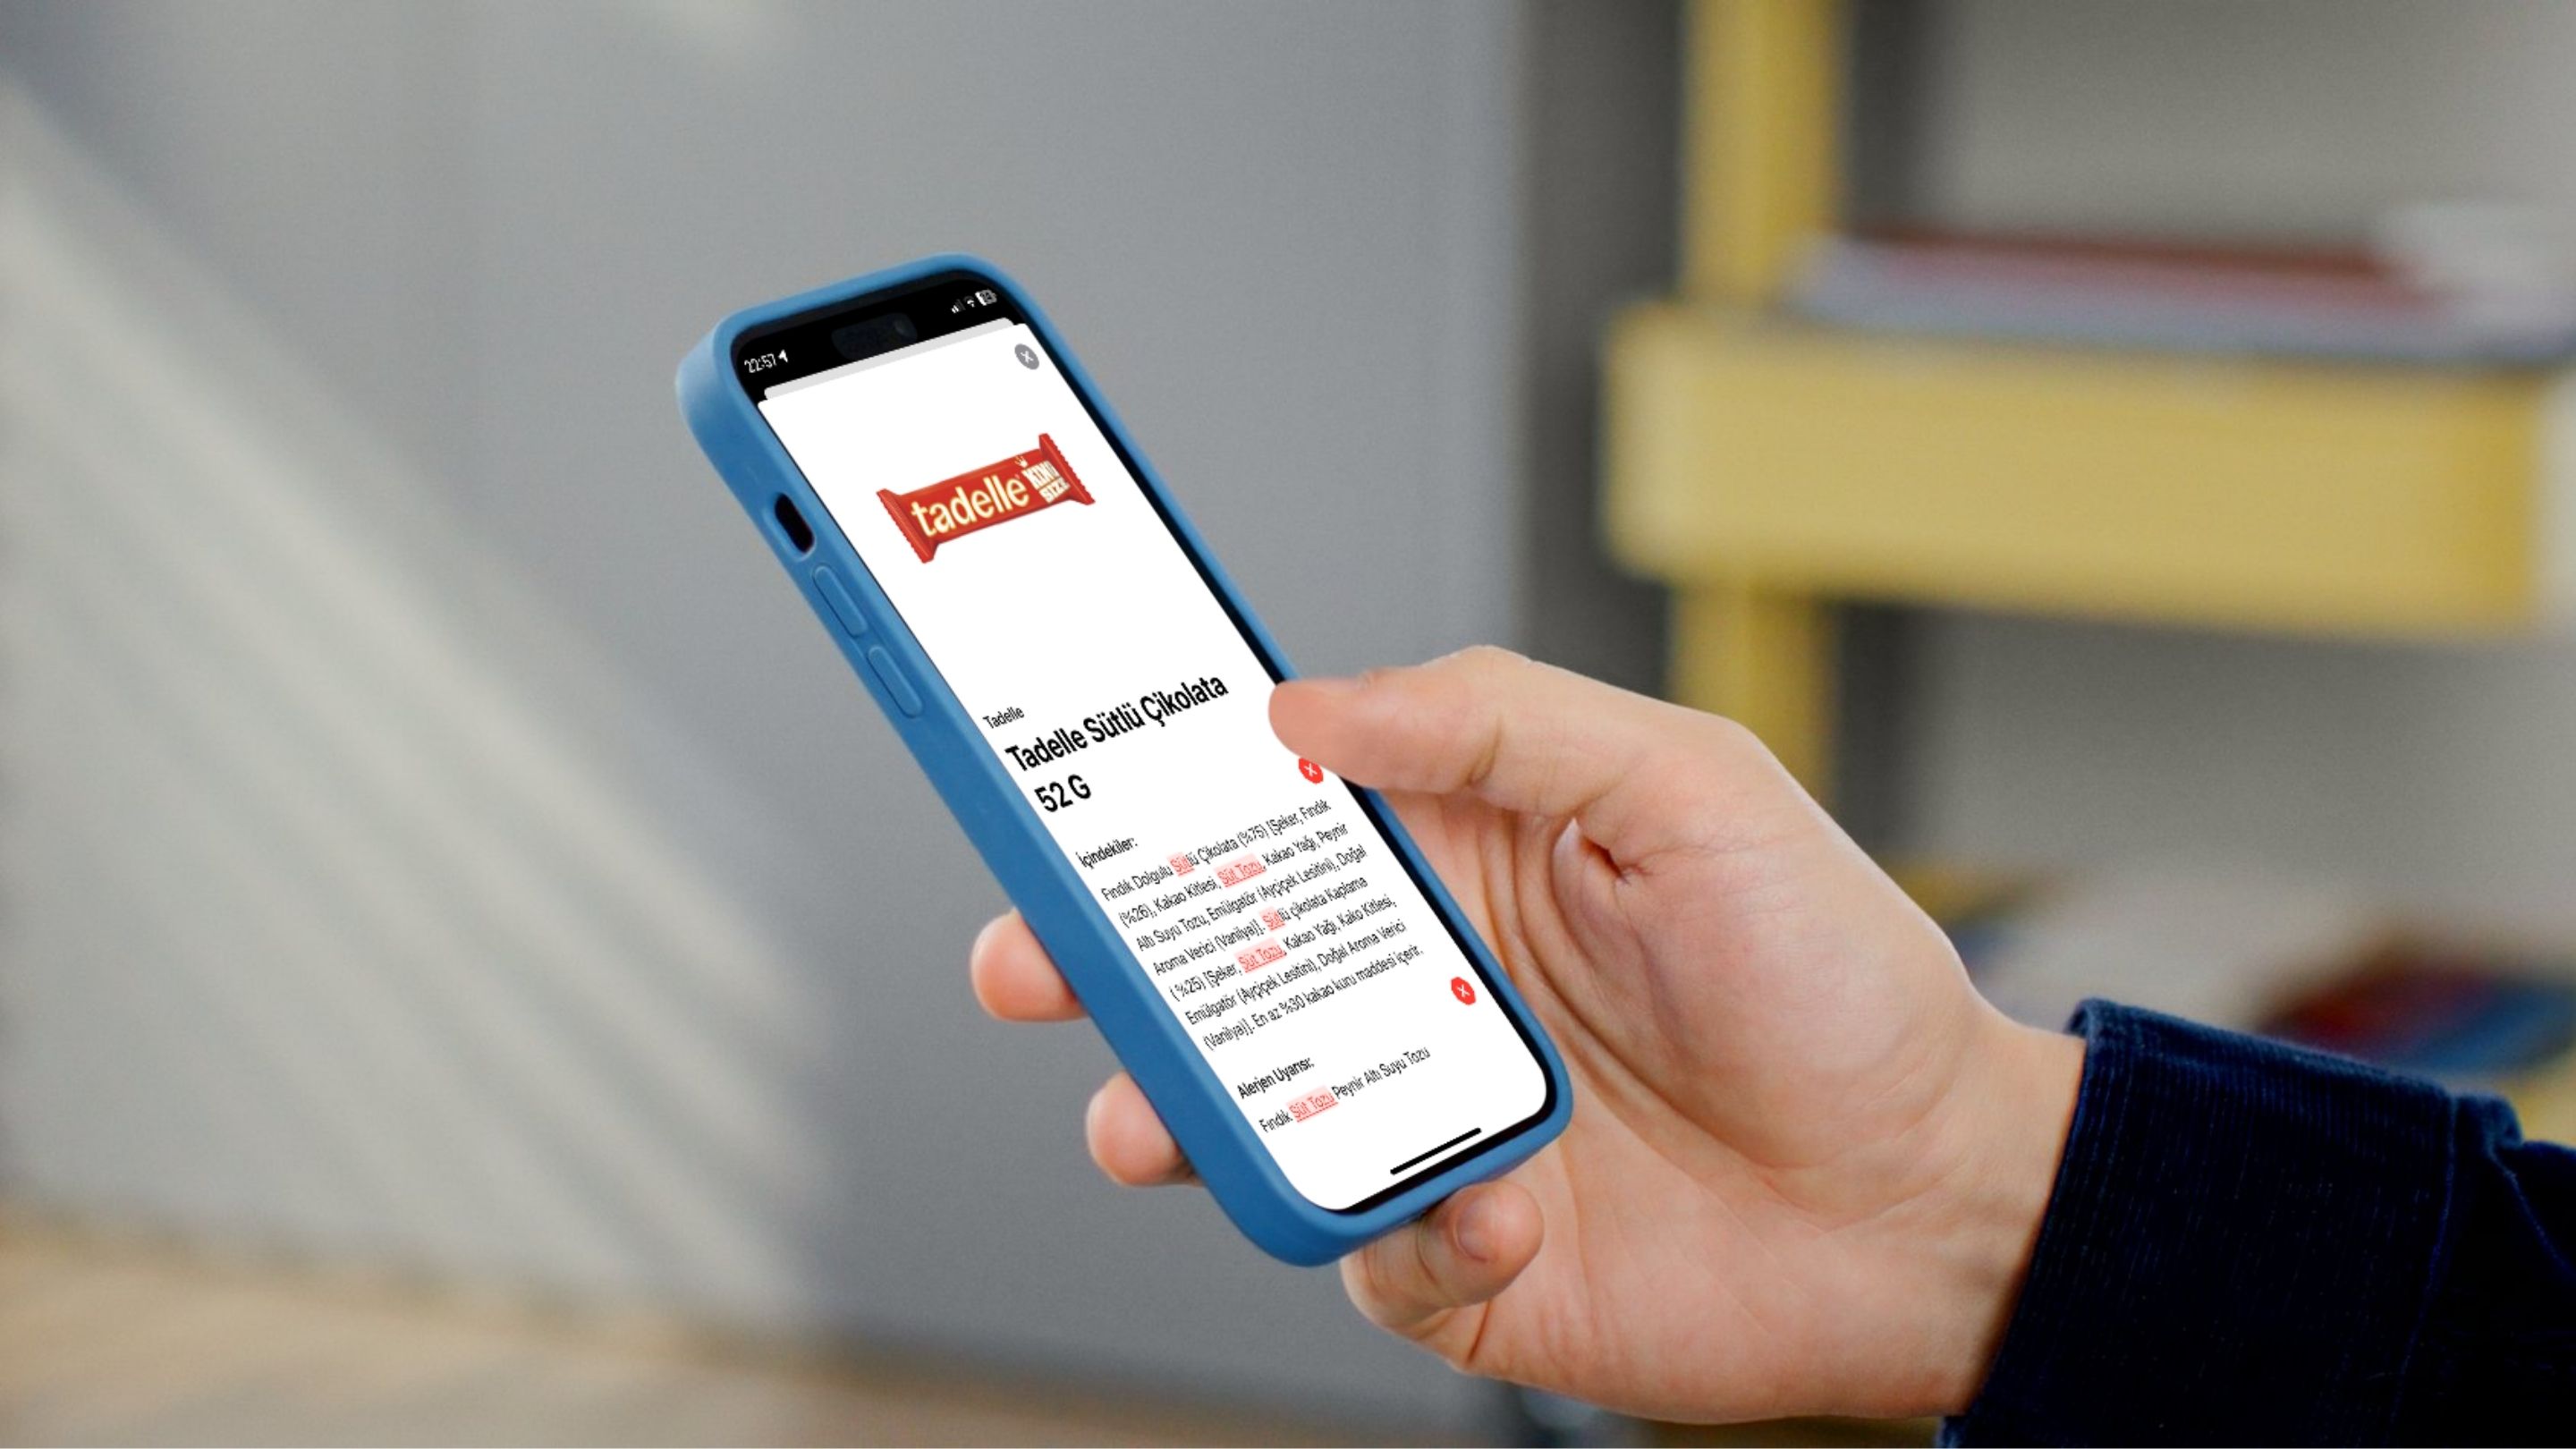 22:57
tadelle KING
SIZE
Tadelle
Tadelle Sütlü Çikolata
52 G
İçindekiler:
Fındık Dolgulu Sütlü Çikolata (%75) [Şeker, Fındık
(%26), Kakao Kitlesi, Süt Tozu, Kakao Yağı, Peynir
Altı Suyu Tozu, Emülgatör (Ayçiçek Lesitini), Doğal
Aroma Verici (Vanilya)]. Sütlü çikolata Kaplama
( %25) [Şeker, Süt Tozu, Kakao Yağı, Kako Kitlesi,
Emülgatör (Ayçiçek Lesitini), Doğal Aroma Verici
(Vanilya)]. En az %30 kakao kuru maddesi içerir.
Alerjen Uyarısı:
Fındık Süt Tozu Peynir Altı Suyu Tozu